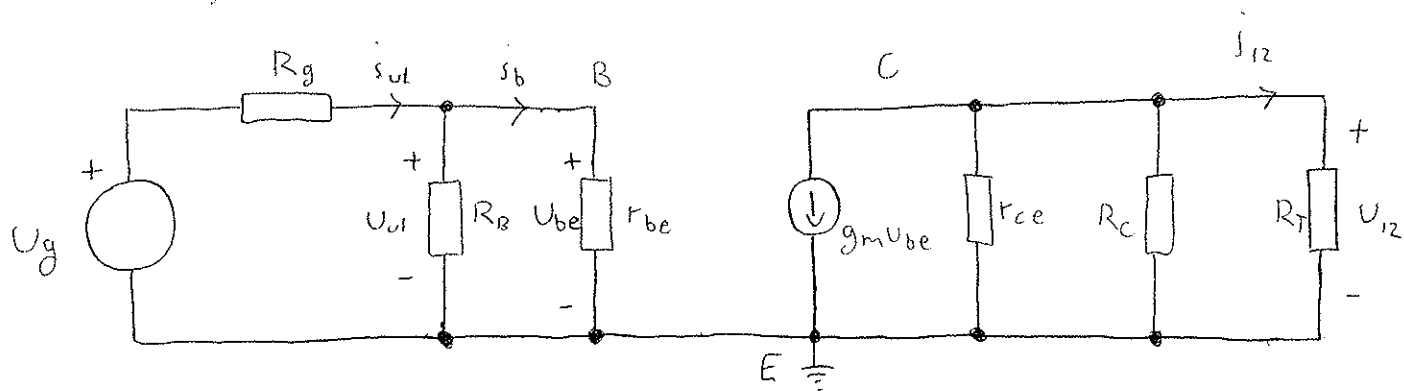 Rg iul ib B C i12
+ + + +
Ug Uul RB Ube rbe gmUbe rce RC RT U12
- - -
E